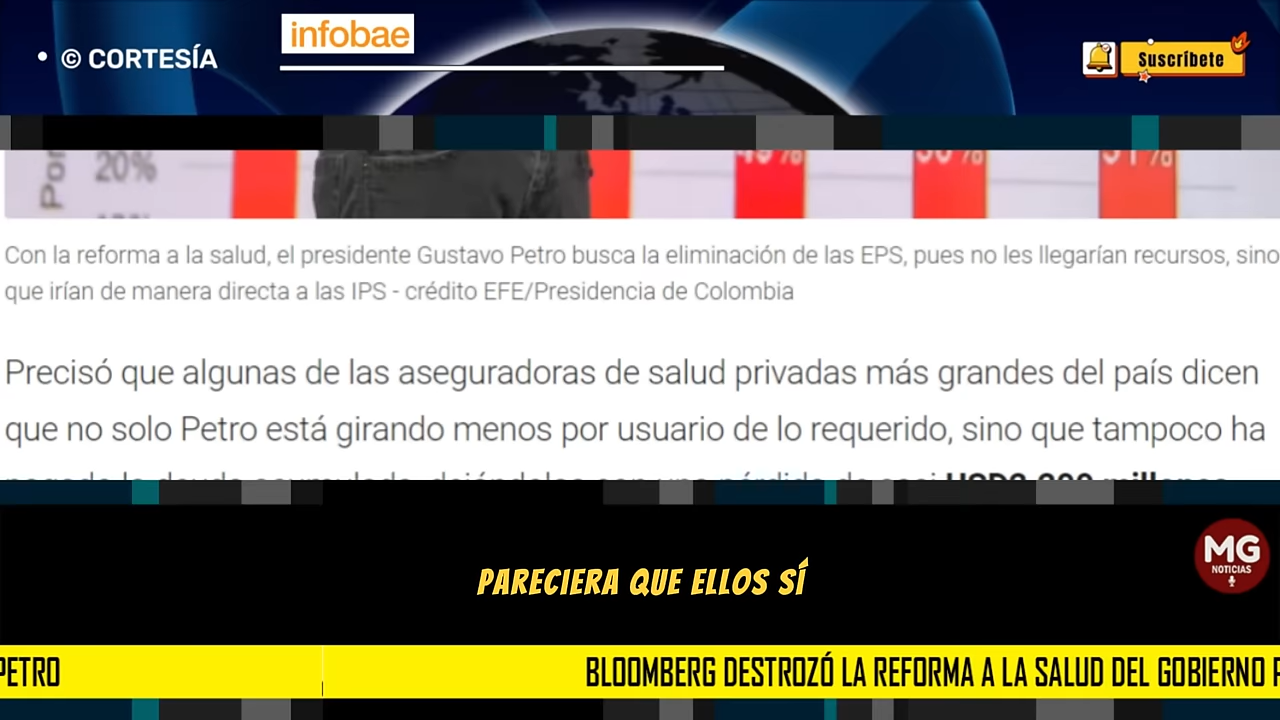 • © CORTESÍA
infobae
Suscríbete
20%
Con la reforma a la salud, el presidente Gustavo Petro busca la eliminación de las EPS, pues no les llegarían recursos, sino
que irían de manera directa a las IPS - crédito EFE/Presidencia de Colombia
Precisó que algunas de las aseguradoras de salud privadas más grandes del país dicen
que no solo Petro está girando menos por usuario de lo requerido, sino que tampoco ha
PARECIERA QUE ELLOS SÍ
MG
NOTICIAS
PETRO BLOOMBERG DESTROZÓ LA REFORMA A LA SALUD DEL GOBIERNO